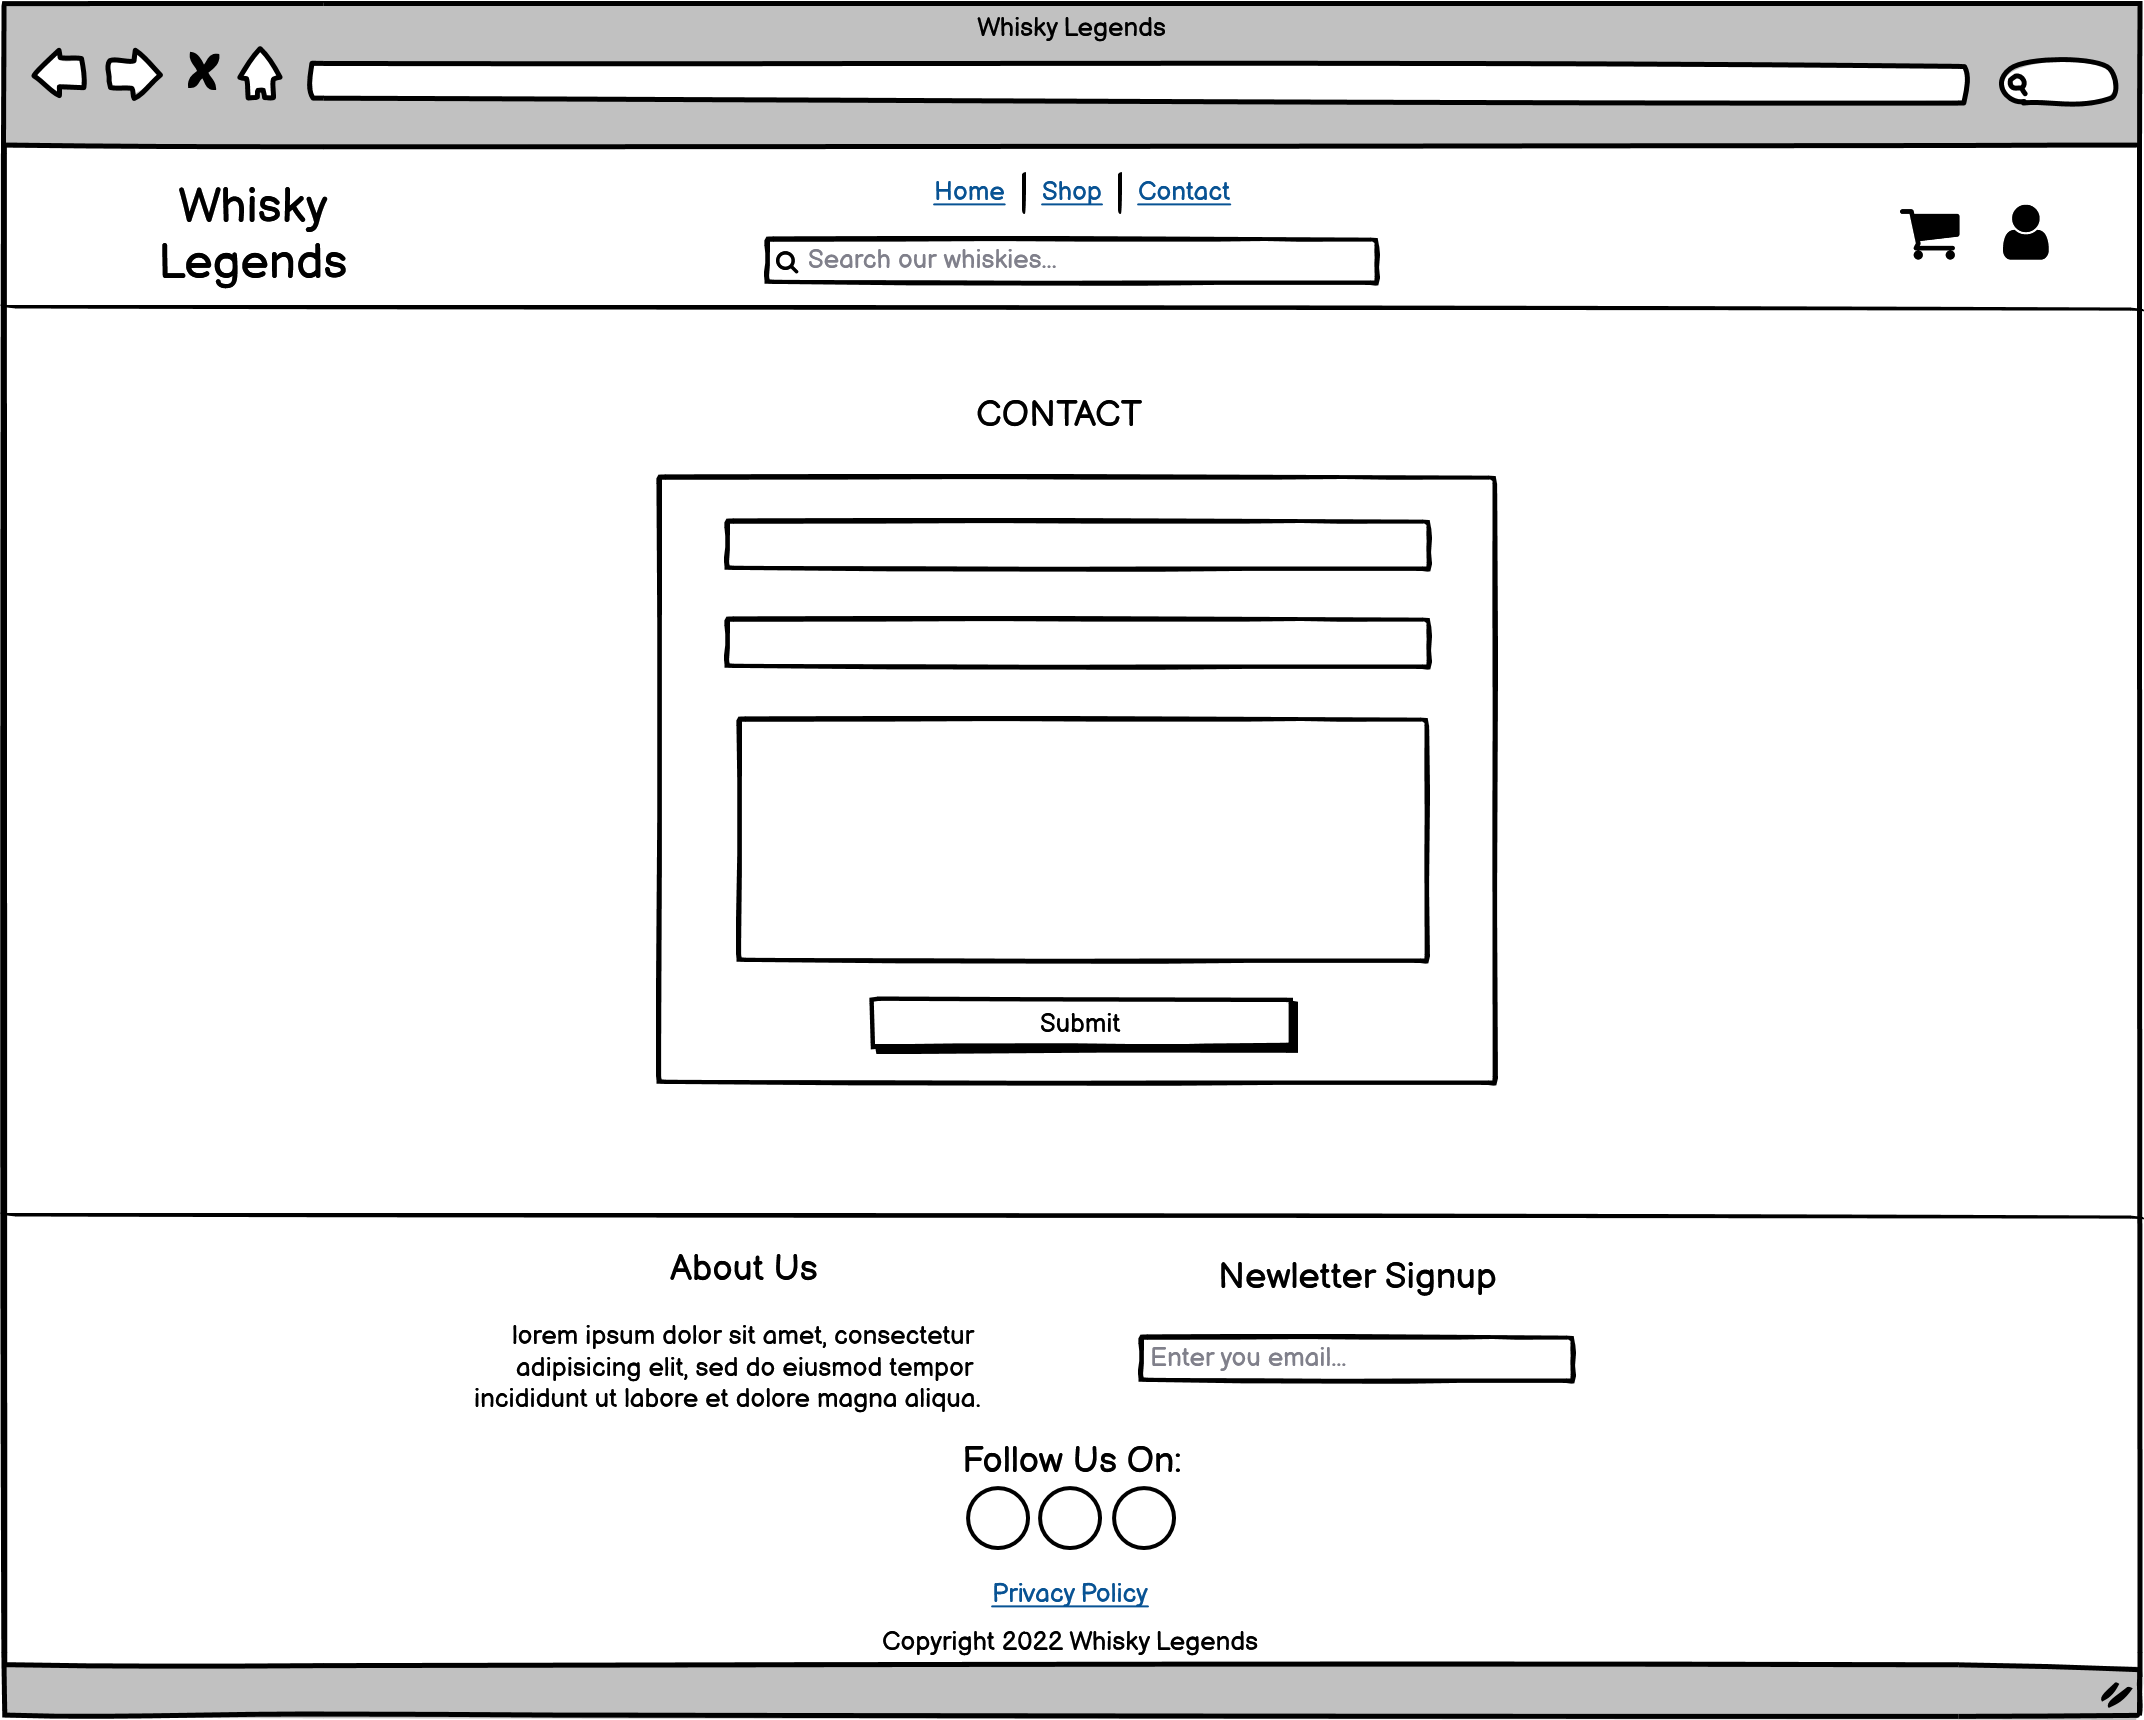 Whisky Legends
Whisky
Legends
Home
Shop
Contact
Search our whiskies...
CONTACT
Submit
About Us
lorem ipsum dolor sit amet, consectetur
adipisicing elit, sed do eiusmod tempor
incididunt ut labore et dolore magna aliqua.
Newletter Signup
Enter you email...
Follow Us On:
Privacy Policy
Copyright 2022 Whisky Legends